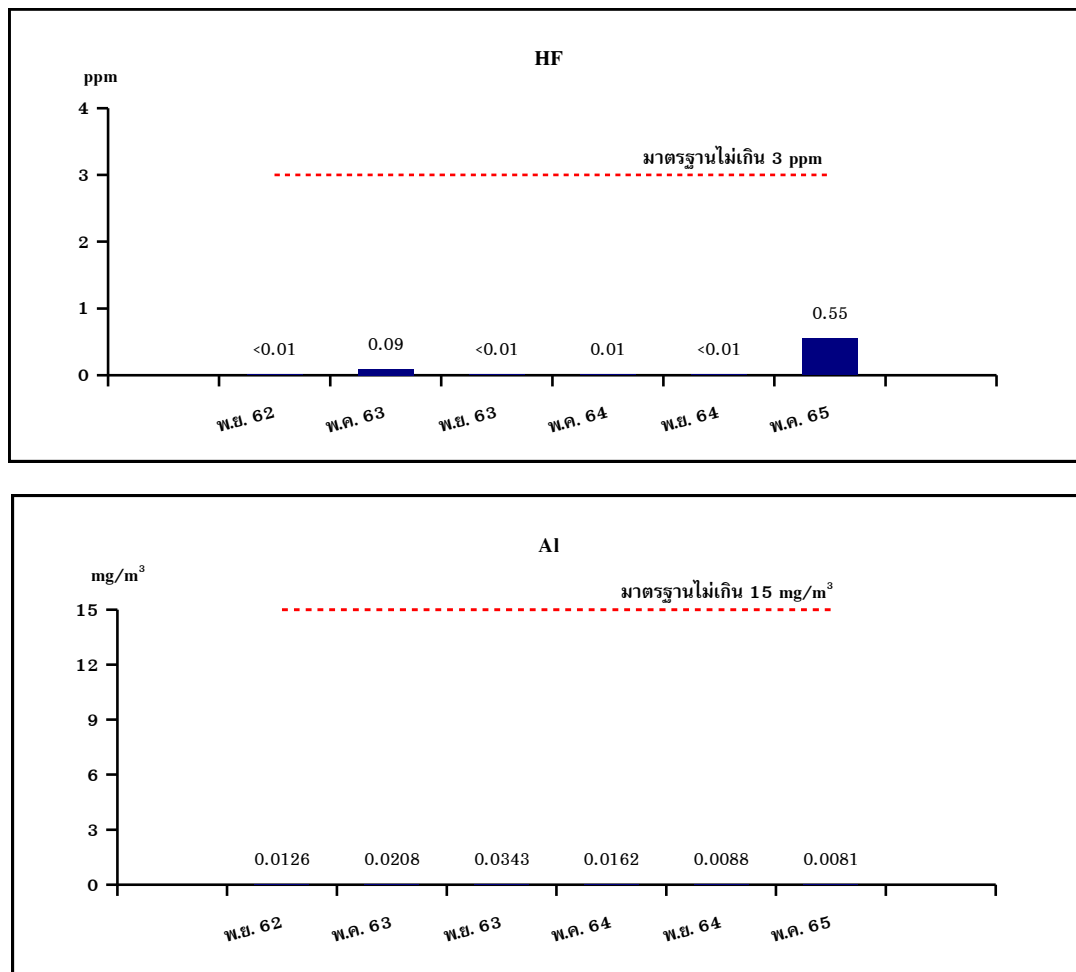 HF
ppm
4
มาตรฐานไม่เกิน 3 ppm
3
2
1
0
<0.01 0.09 <0.01 0.01 <0.01 0.55
พ.ย. 62 พ.ค. 63 พ.ย. 63 พ.ค. 64 พ.ย. 64 พ.ค. 65
Al
mg/m³
มาตรฐานไม่เกิน 15 mg/m³
15
12
9
6
3
0
0.0126 0.0208 0.0343 0.0162 0.0088 0.0081
พ.ย. 62 พ.ค. 63 พ.ย. 63 พ.ค. 64 พ.ย. 64 พ.ค. 65